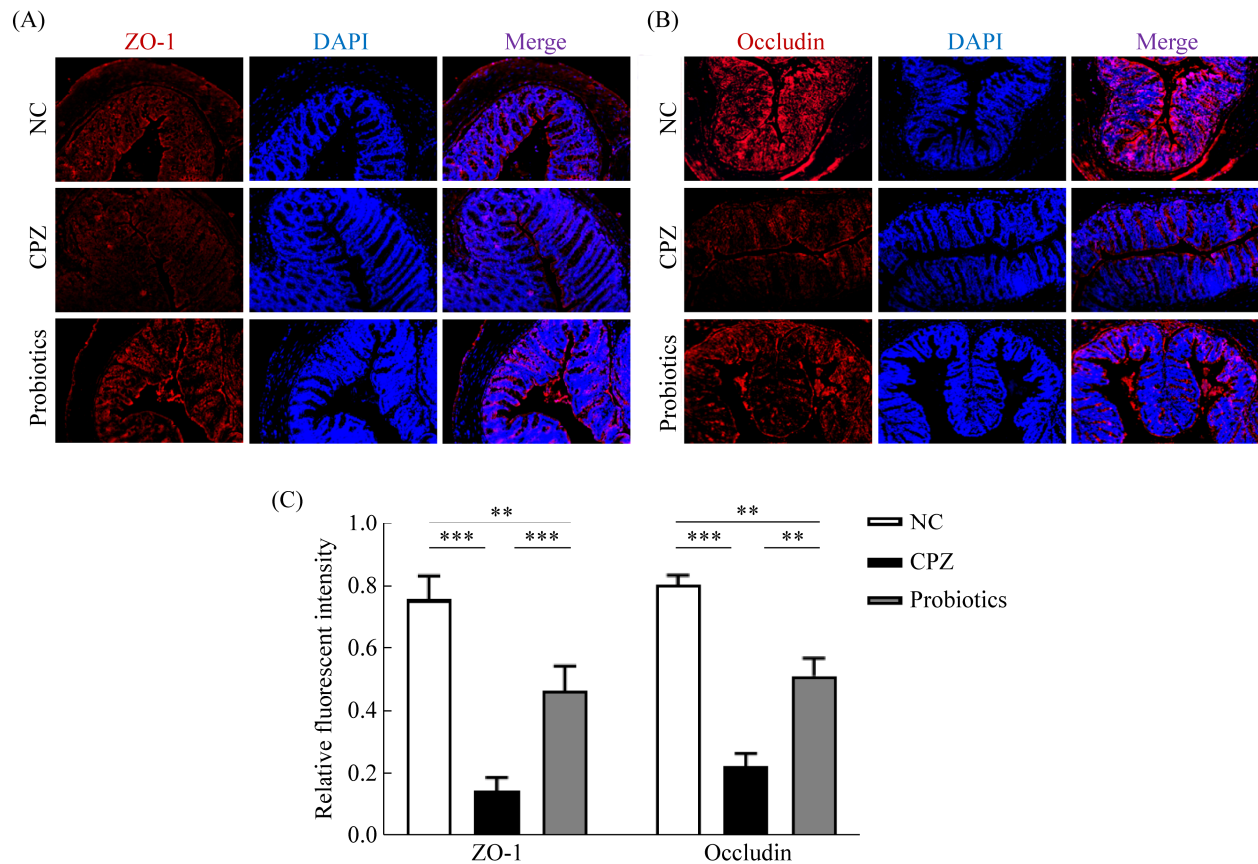 (A)
ZO-1 DAPI Merge
NC
CPZ
Probiotics
(B)
Occludin DAPI Merge
NC
CPZ
Probiotics
(C)
Relative fluorescent intensity
1.0
0.8
0.6
0.4
0.2
0.0
**
*** ***
**
*** **
ZO-1 Occludin
NC
CPZ
Probiotics